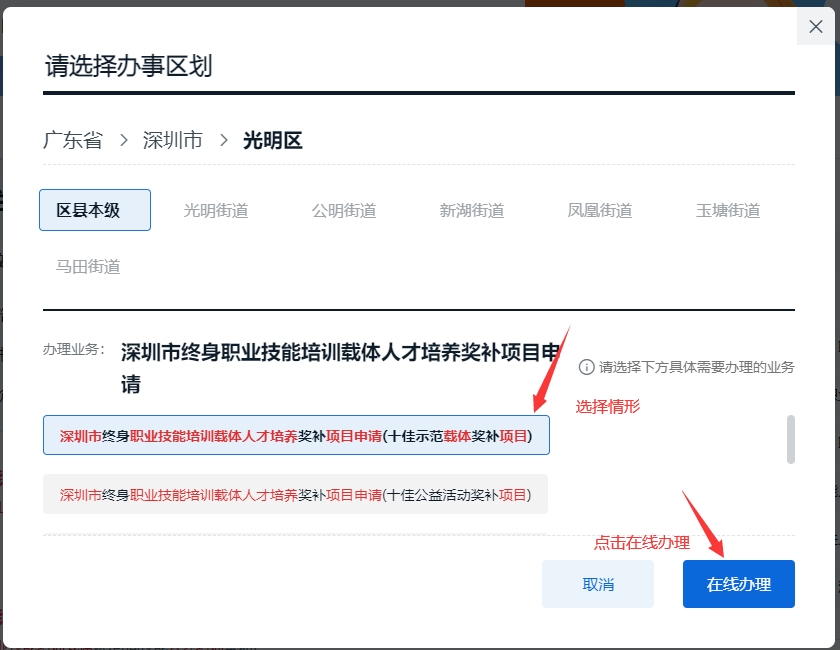 请选择办事区划
广东省 > 深圳市 > 光明区
区县本级 光明街道 公明街道 新湖街道 凤凰街道 玉塘街道
马田街道
办理业务: 深圳市终身职业技能培训载体人才培养奖补项目申
请
请选择下方具体需要办理的业务
选择情形
深圳市终身职业技能培训载体人才培养奖补项目申请(十佳示范载体奖补项目)
深圳市终身职业技能培训载体人才培养奖补项目申请(十佳公益活动奖补项目)
点击在线办理
取消 在线办理